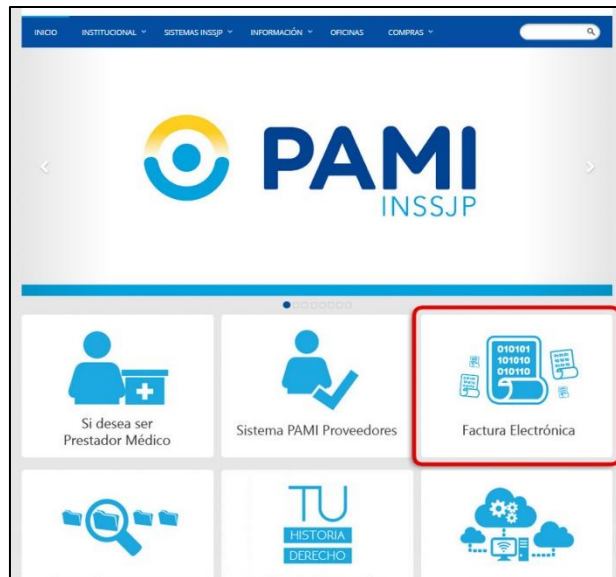 INICIO INSTITUCIONAL SISTEMAS INSSJP INFORMACIÓN OFICINAS COMPRAS
PAMI
INSSJP
010101
101010
010110
Si desea ser
Prestador Médico
Sistema PAMI Proveedores
Factura Electrónica
TU
HISTORIA
DERECHO